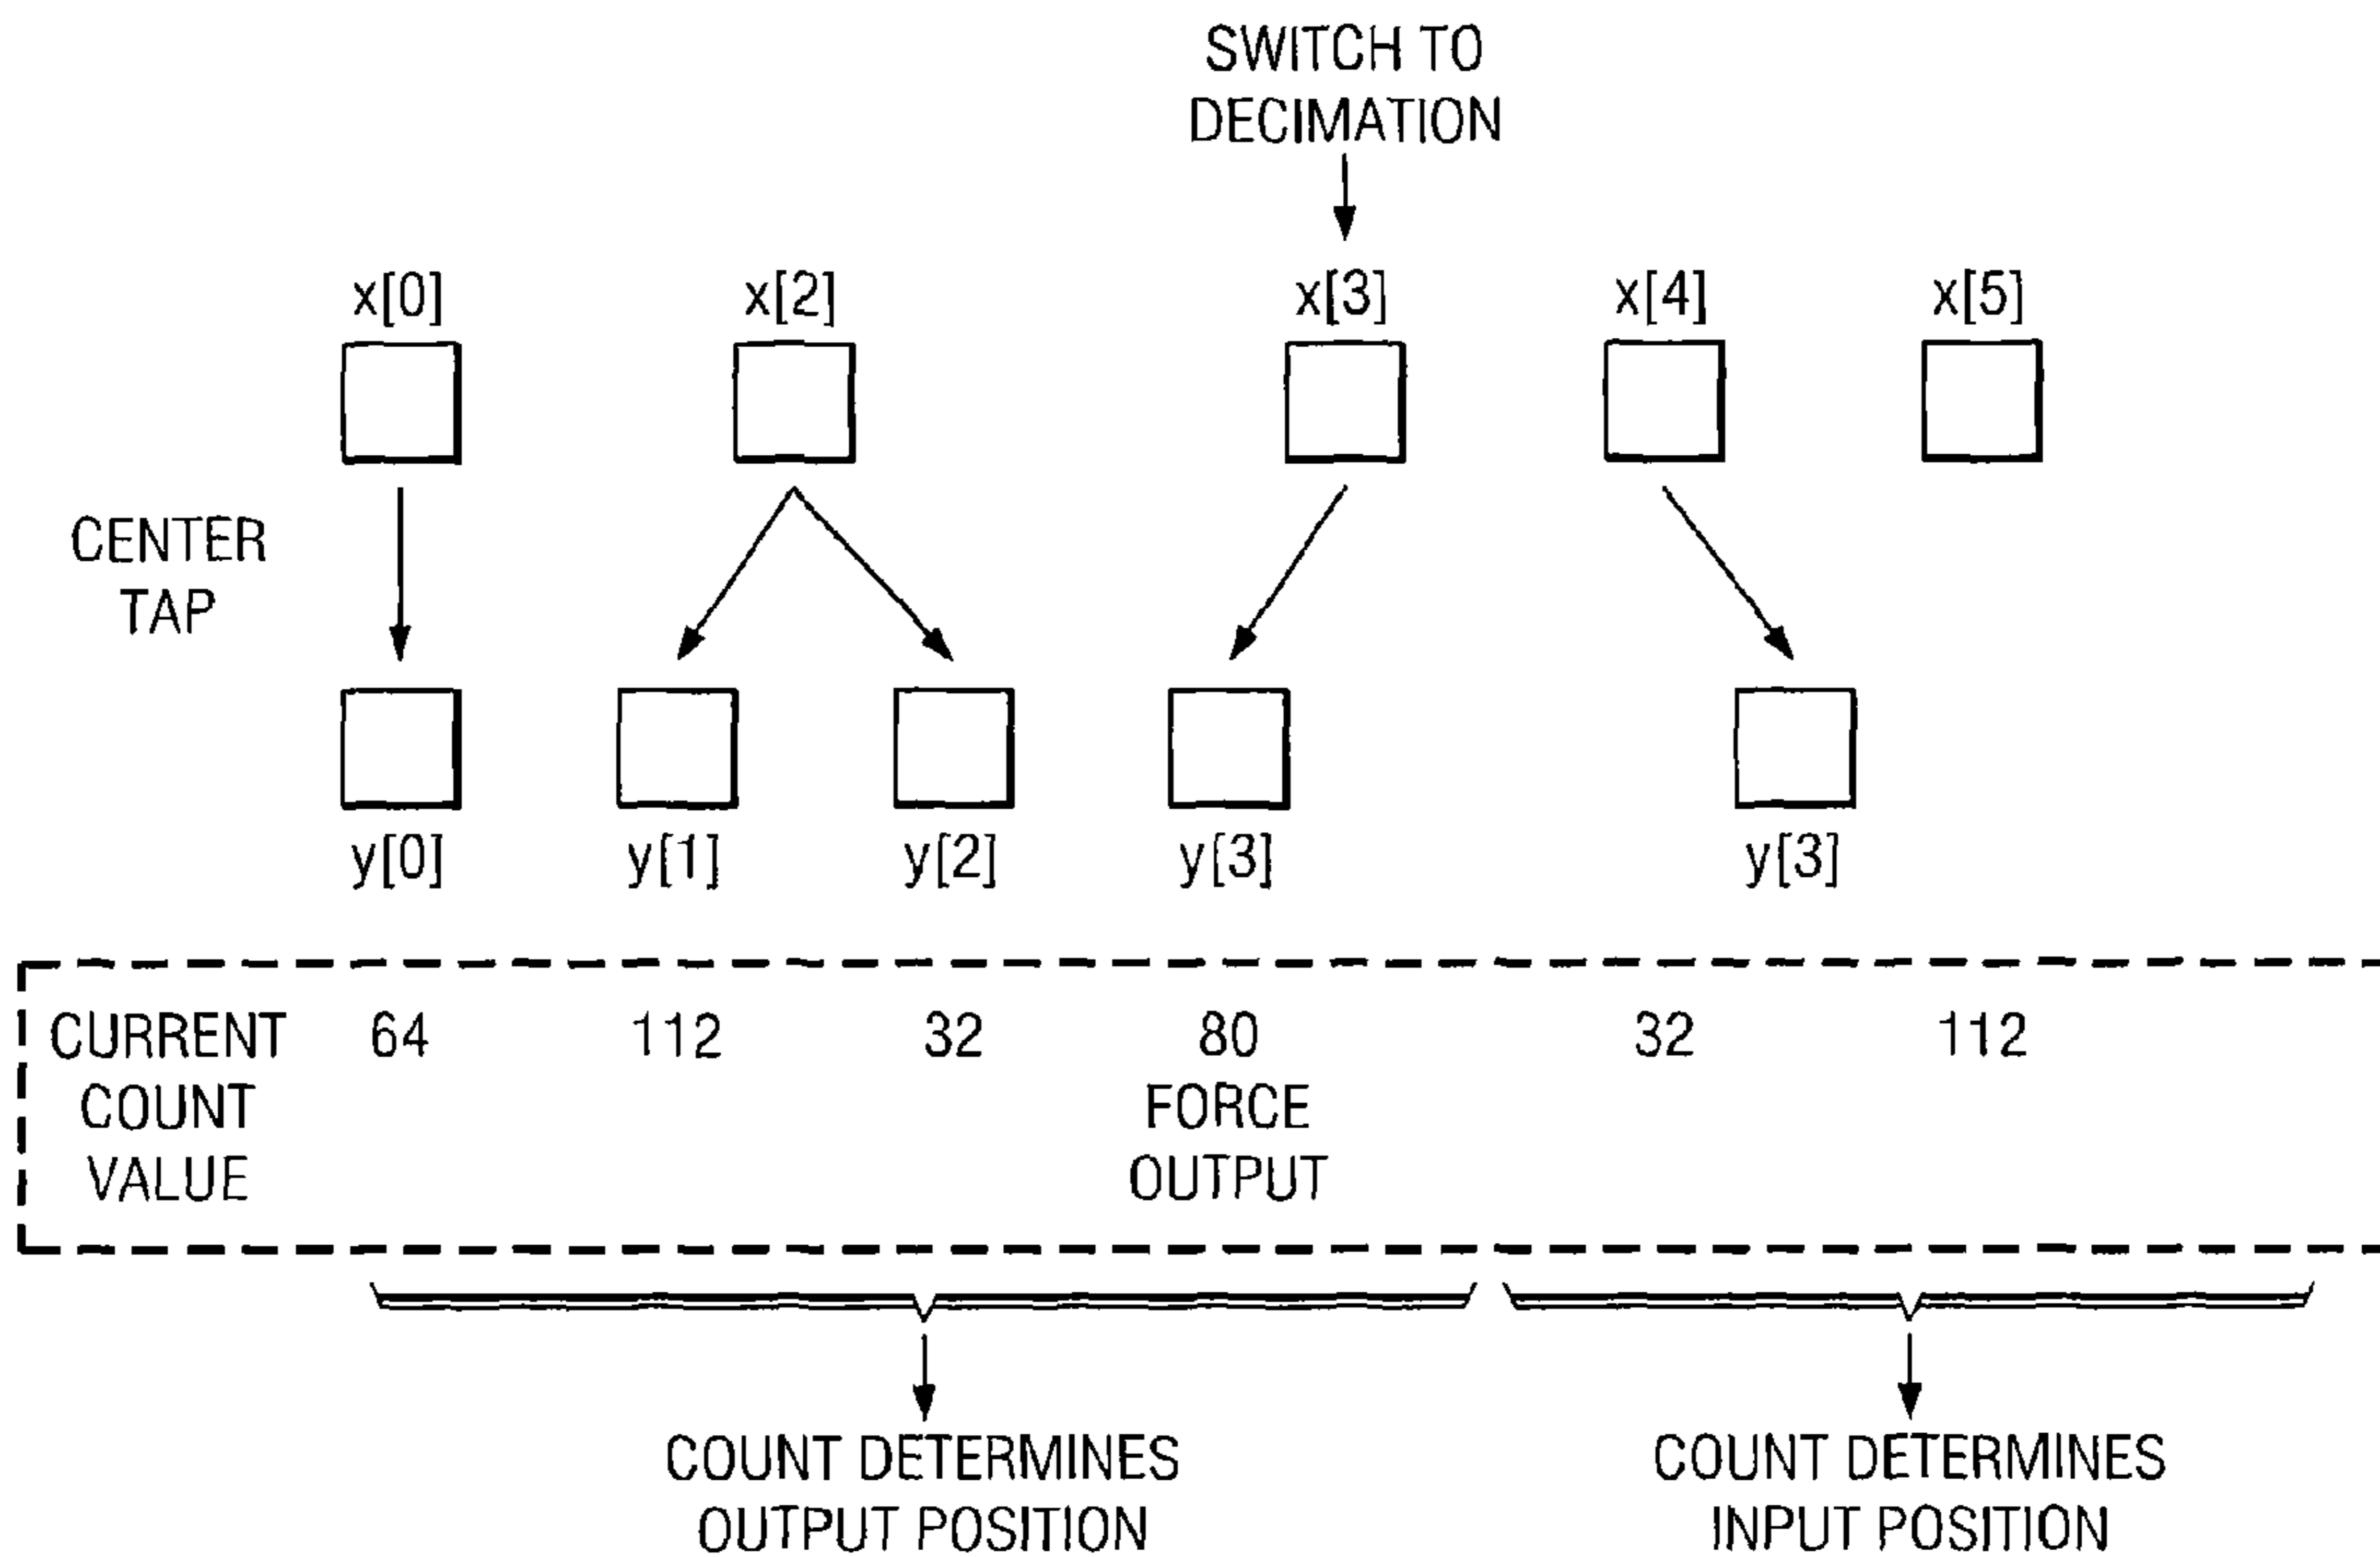 SWITCH TO
DECIMATION
x[0] x[2] x[3] x[4] x[5]
CENTER
TAP
y[0] y[1] y[2] y[3] y[3]
CURRENT 64 112 32 80 32 112
COUNT FORCE
VALUE OUTPUT
COUNT DETERMINES
OUTPUT POSITION
COUNT DETERMINES
INPUT POSITION